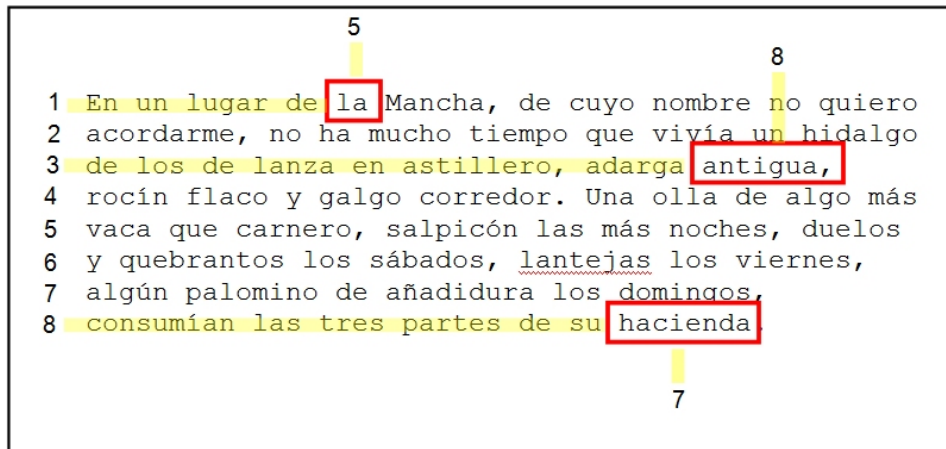 5
8
1 En un lugar de la Mancha, de cuyo nombre no quiero
2 acordarme, no ha mucho tiempo que vivía un hidalgo
3 de los de lanza en astillero, adarga antigua,
4 rocín flaco y galgo corredor. Una olla de algo más
5 vaca que carnero, salpicón las más noches, duelos
6 y quebrantos los sábados, lantejas los viernes,
7 algún palomino de añadidura los domingos,
8 consumían las tres partes de su hacienda.
7